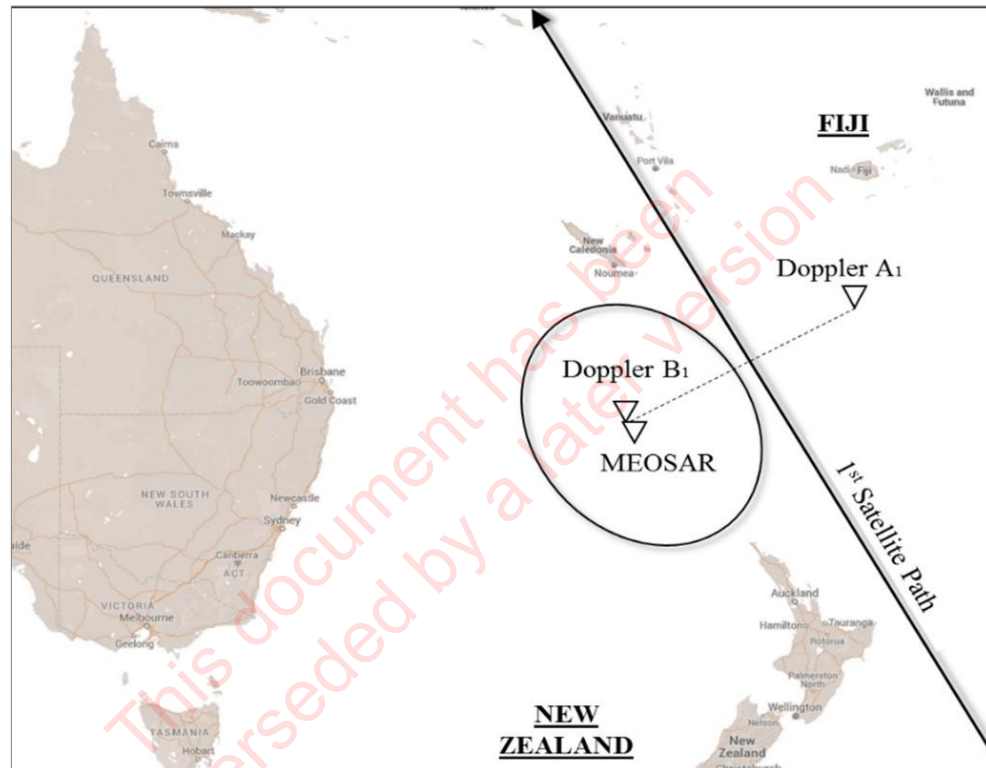 Wallis and
Futuna
Vanuatu
FIJI
Cairns
Port Vila
Nadi
Fiji
Townsville
Mackay
New
Caledonia
Noumea
QUEENSLAND
Doppler A1
Doppler B1
Brisbane
Toowoomba
Gold Coast
MEOSAR
1st Satellite Path
NEW SOUTH
WALES
Newcastle
Sydney
aide
Canberra
ACT
VICTORIA
Melbourne
Geelong
Auckland
Hamilton
Tauranga
Rotorua
Palmerston
North
Wellington
Nelson
NEW
ZEALAND
New
Zealand
Christchurch
TASMANIA
Hobart
This document has been
erseded by a later version